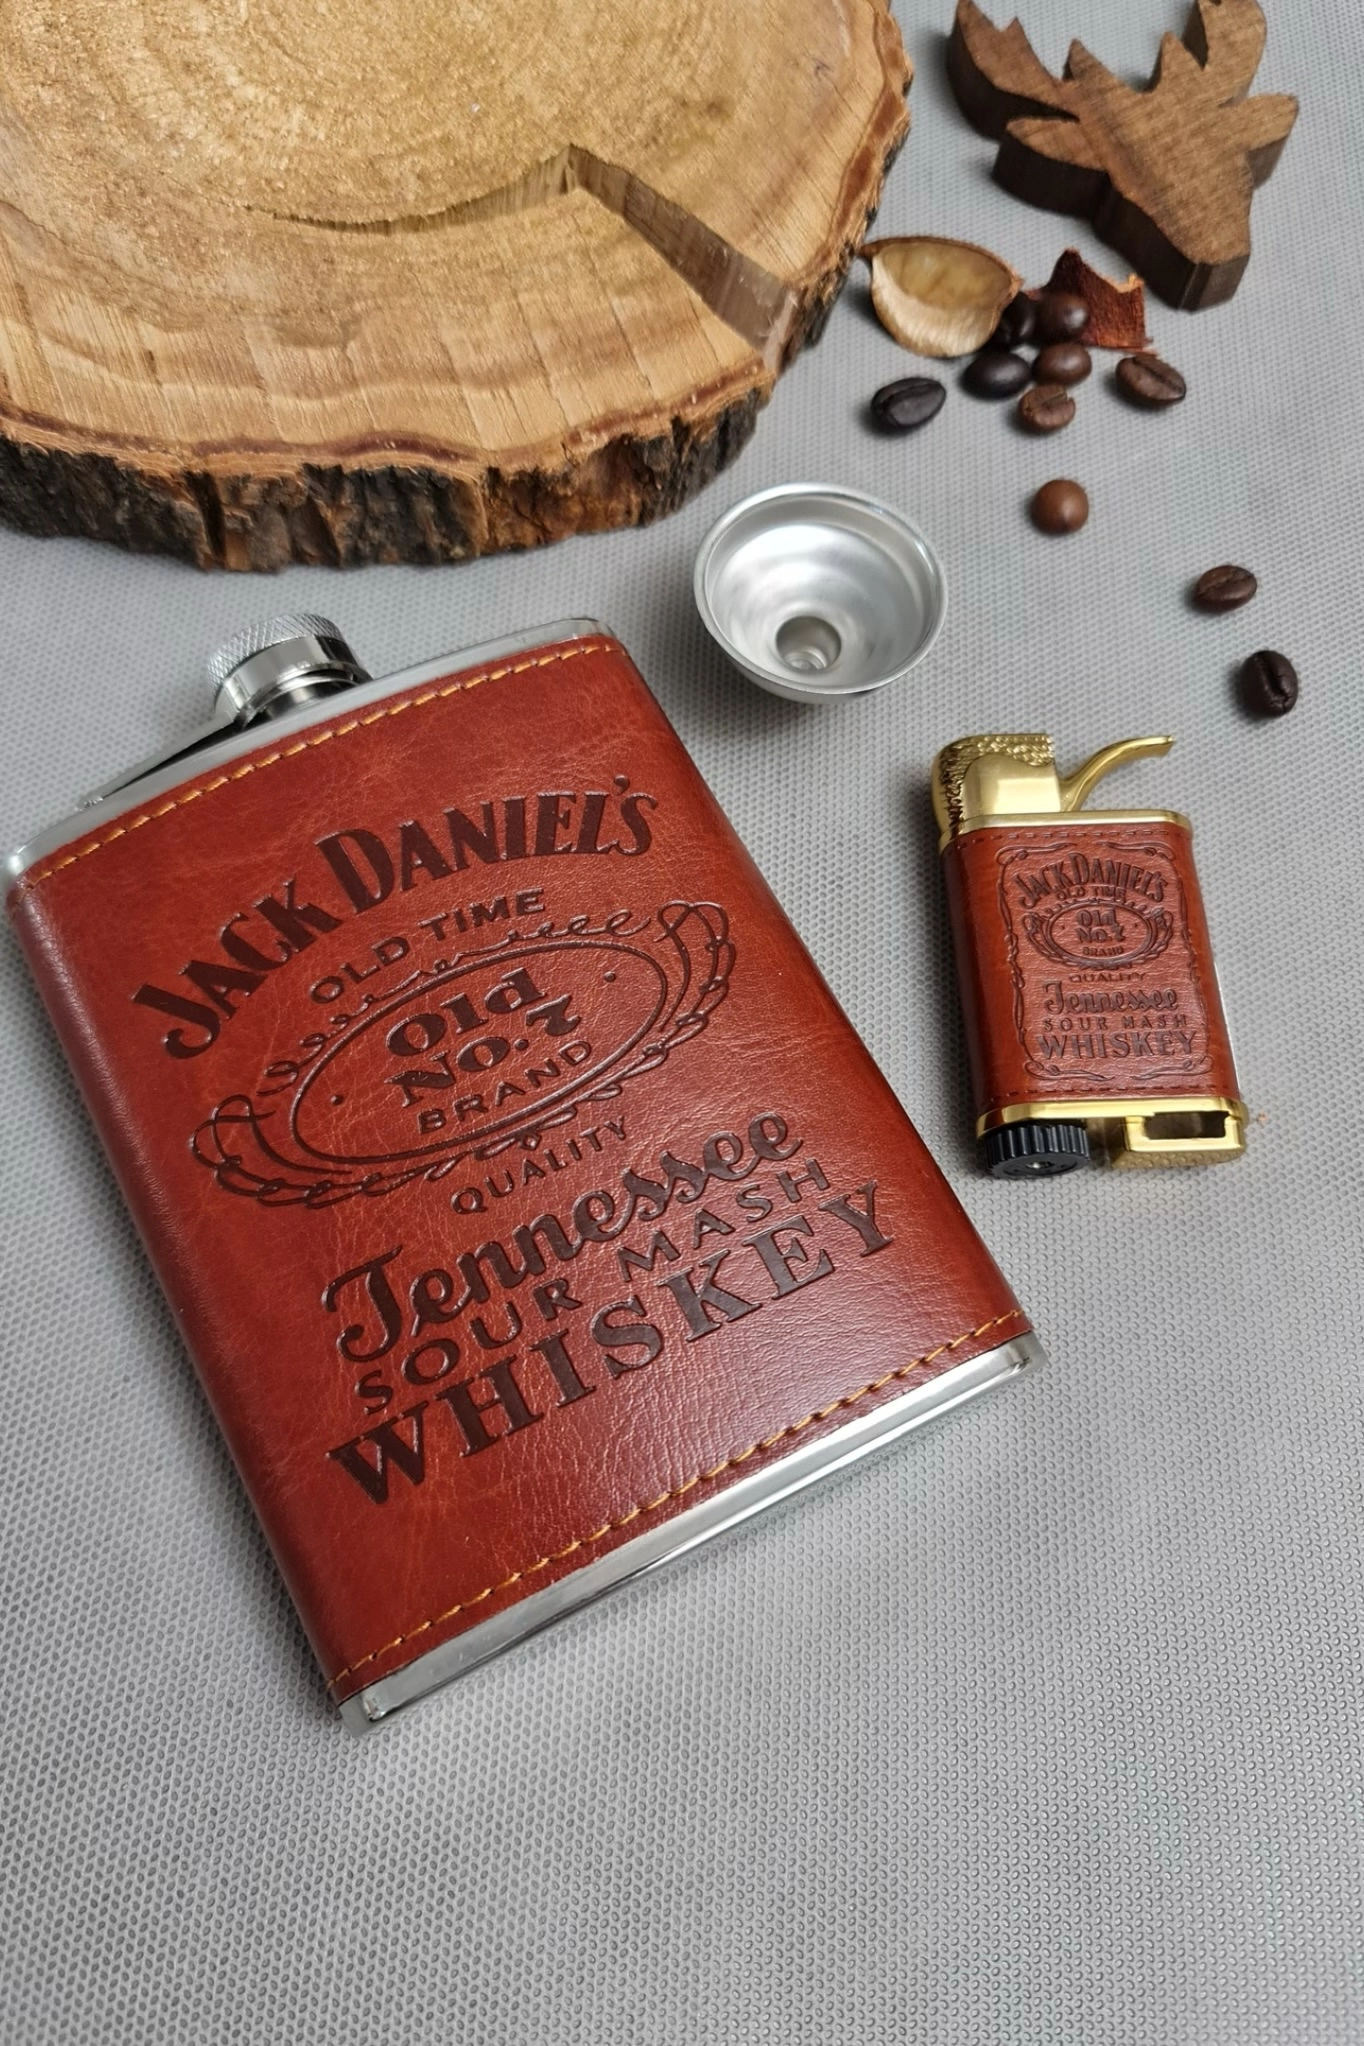 JACK DANIEL'S
OLD TIME
Old
No. 7
BRAND
QUALITY
Tennessee
SOUR MASH
WHISKEY
JACK DANIEL'S
OLD TIME
Old
No. 7
BRAND
QUALITY
Tennessee
SOUR MASH
WHISKEY